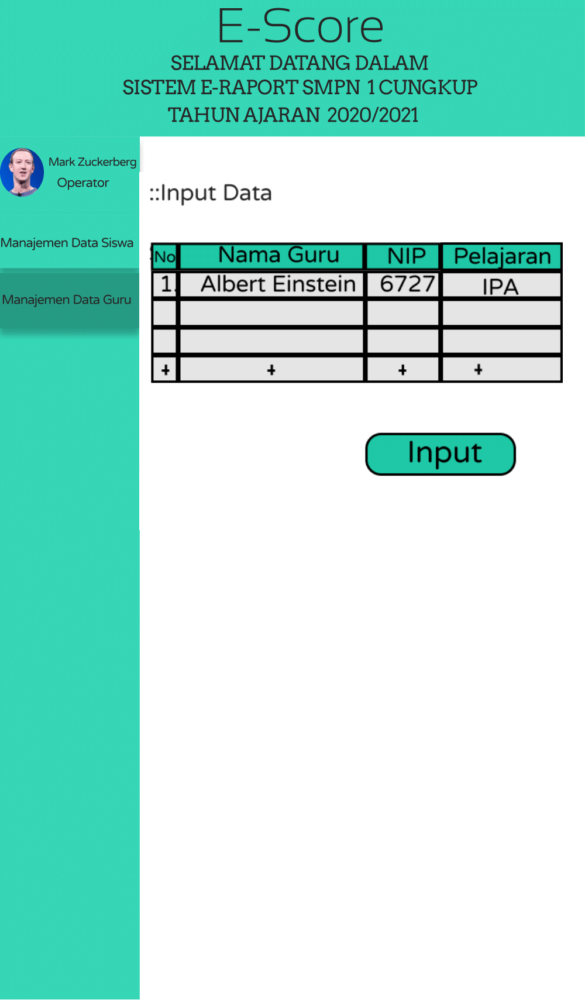 E-Score
SELAMAT DATANG DALAM
SISTEM E-RAPORT SMPN 1 CUNGKUP
TAHUN AJARAN 2020/2021
Mark Zuckerberg
Operator
Manajemen Data Siswa
Manajemen Data Guru
::Input Data
No Nama Guru NIP Pelajaran
1. Albert Einstein 6727 IPA
+ + + +
Input